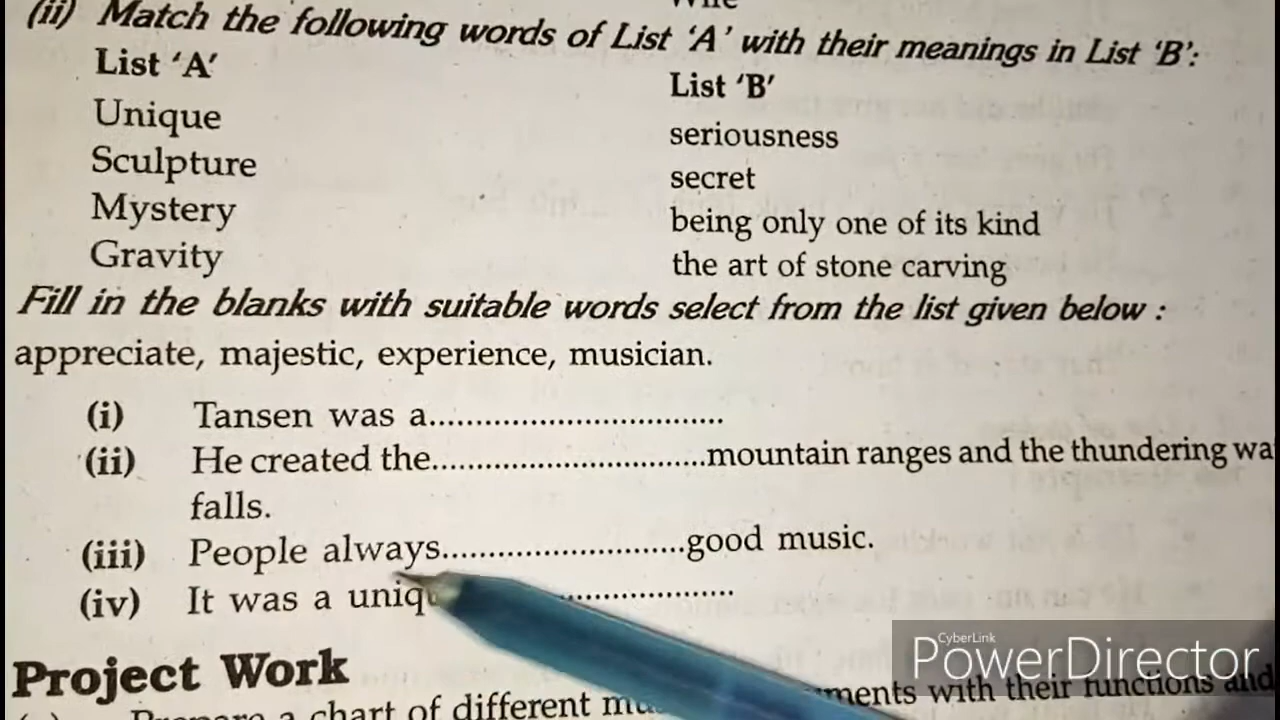 (ii) Match the following words of List 'A' with their meanings in List 'B':
List 'A' List 'B'
Unique seriousness
Sculpture secret
Mystery being only one of its kind
Gravity the art of stone carving
Fill in the blanks with suitable words select from the list given below :
appreciate, majestic, experience, musician.
(i) Tansen was a..............................
(ii) He created the..............................mountain ranges and the thundering wa
falls.
(iii) People always..........................good music.
(iv) It was a ..................
Project Work
a chart of different with their functions and
CyberLink
PowerDirector